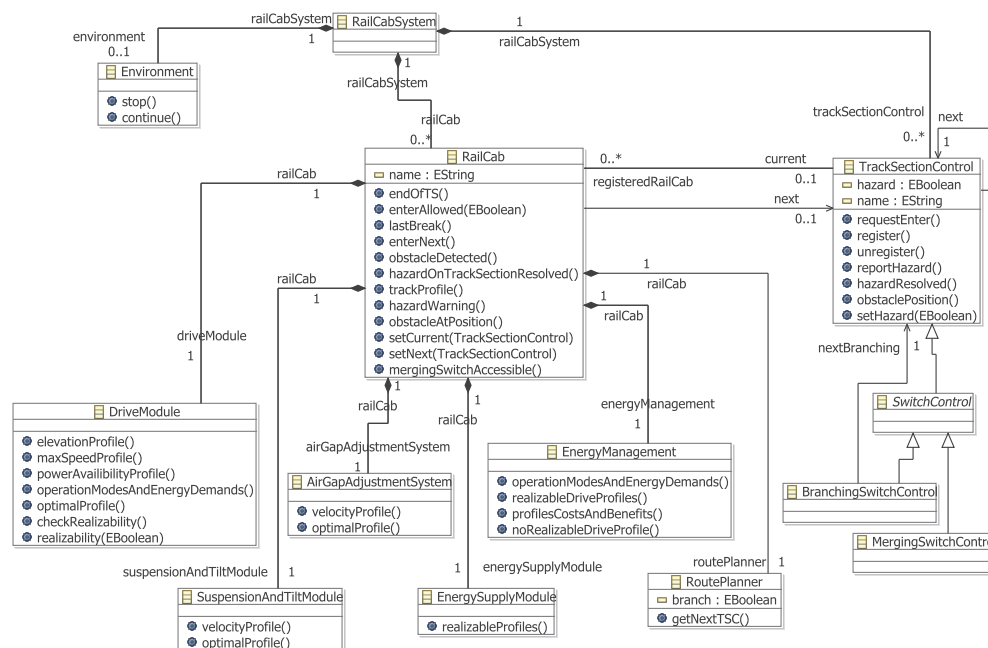 railCabSystem
1
RailCabSystem
1
railCabSystem
environment
0..1
Environment
stop()
continue()
1
railCabSystem
railCab
0..*
trackSectionControl
0..*
next
1
RailCab
name : EString
endOfTS()
enterAllowed(EBoolean)
lastBreak()
enterNext()
obstacleDetected()
hazardOnTrackSectionResolved()
trackProfile()
hazardWarning()
obstacleAtPosition()
setCurrent(TrackSectionControl)
setNext(TrackSectionControl)
mergingSwitchAccessible()
0..*
registeredRailCab
current
0..1
next
0..1
TrackSectionControl
hazard : EBoolean
name : EString
requestEnter()
register()
unregister()
reportHazard()
hazardResolved()
obstaclePosition()
setHazard(EBoolean)
railCab
1
railCab
1
driveModule
1
1
railCab
1
railCab
1
railCab
1
railCab
nextBranching
1
SwitchControl
BranchingSwitchControl
MergingSwitchContro
DriveModule
elevationProfile()
maxSpeedProfile()
powerAvailibilityProfile()
operationModesAndEnergyDemands()
optimalProfile()
checkRealizability()
realizability(EBoolean)
airGapAdjustmentSystem
1
AirGapAdjustmentSystem
velocityProfile()
optimalProfile()
energyManagement
1
EnergyManagement
operationModesAndEnergyDemands()
realizableDriveProfiles()
profilesCostsAndBenefits()
noRealizableDriveProfile()
suspensionAndTiltModule
1
SuspensionAndTiltModule
velocityProfile()
optimalProfile()
1
energySupplyModule
EnergySupplyModule
realizableProfiles()
routePlanner
1
RoutePlanner
branch : EBoolean
getNextTSC()